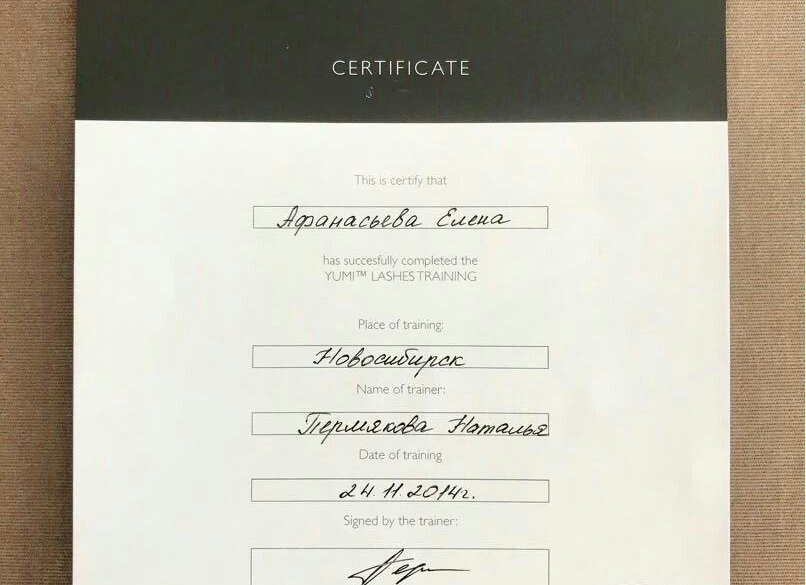 CERTIFICATE
This is certify that
Афанасьева Елена
has succesfully completed the
YUMI™ LASHES TRAINING
Place of training:
Новосибирск
Name of trainer:
Пермякова Наталья
Date of training
24.11.2014г.
Signed by the trainer: